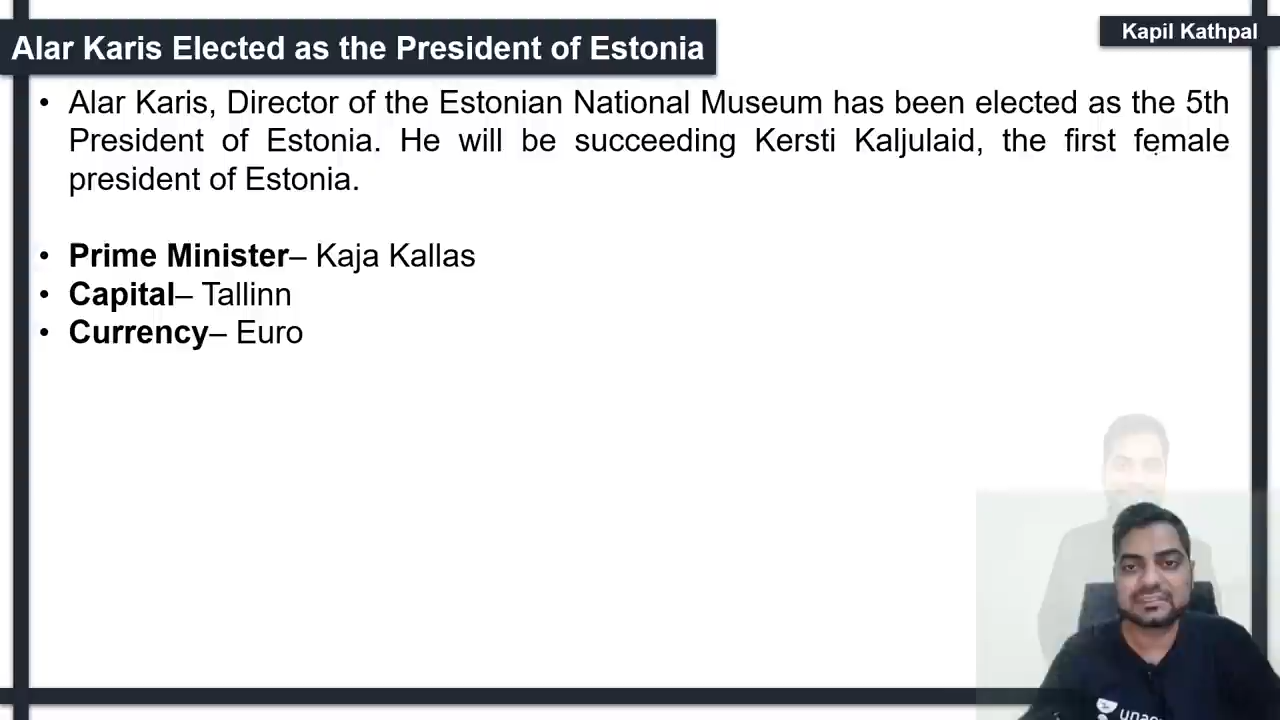 Alar Karis Elected as the President of Estonia
Kapil Kathpal
• Alar Karis, Director of the Estonian National Museum has been elected as the 5th
President of Estonia. He will be succeeding Kersti Kaljulaid, the first female
president of Estonia.
• Prime Minister– Kaja Kallas
• Capital– Tallinn
• Currency– Euro